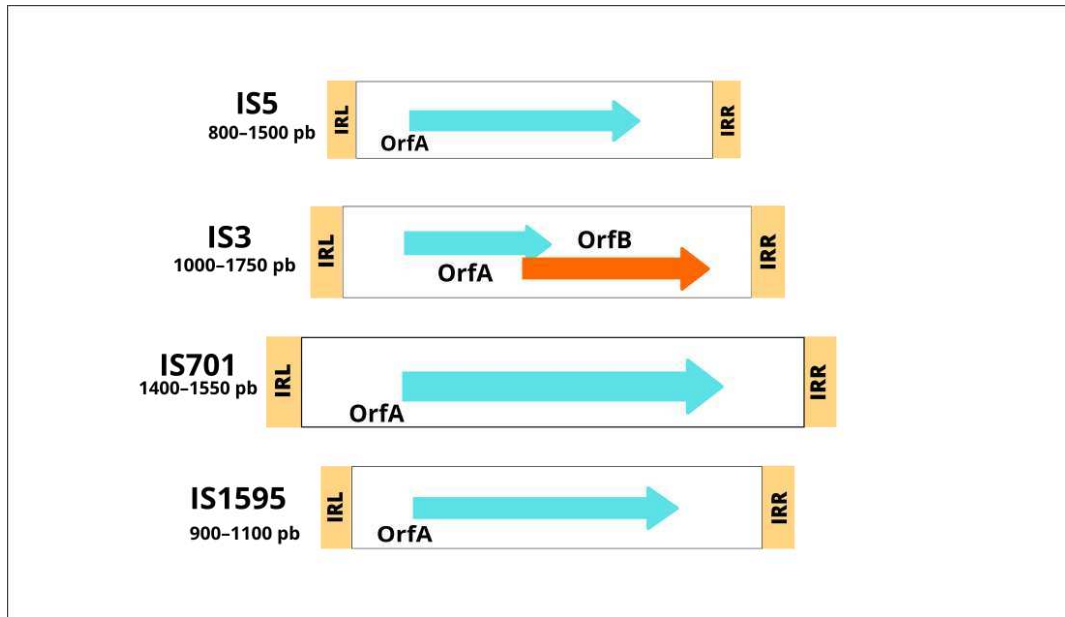 IS5
800–1500 pb
IRL
OrfA
IRR
IS3
1000–1750 pb
IRL
OrfA
OrfB
IRR
IS701
1400–1550 pb
IRL
OrfA
IRR
IS1595
900–1100 pb
IRL
OrfA
IRR